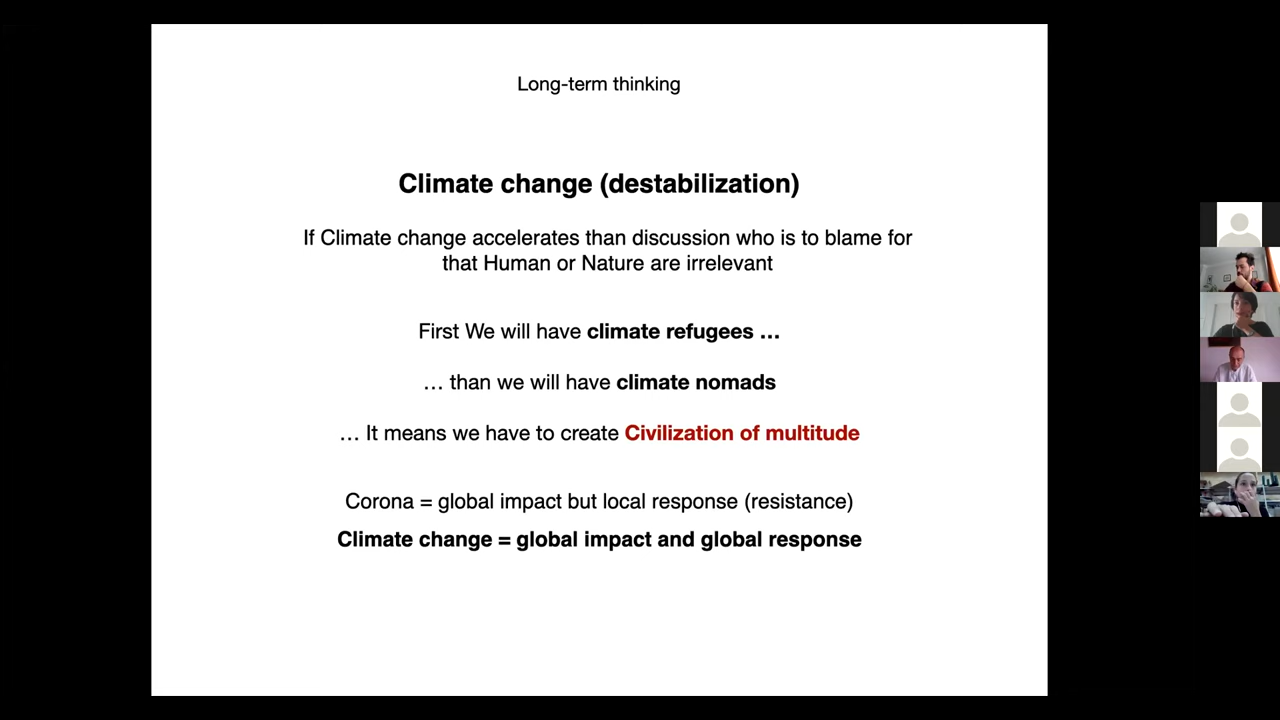 Long-term thinking
Climate change (destabilization)
If Climate change accelerates than discussion who is to blame for
that Human or Nature are irrelevant
First We will have climate refugees …
… than we will have climate nomads
… It means we have to create Civilization of multitude
Corona = global impact but local response (resistance)
Climate change = global impact and global response